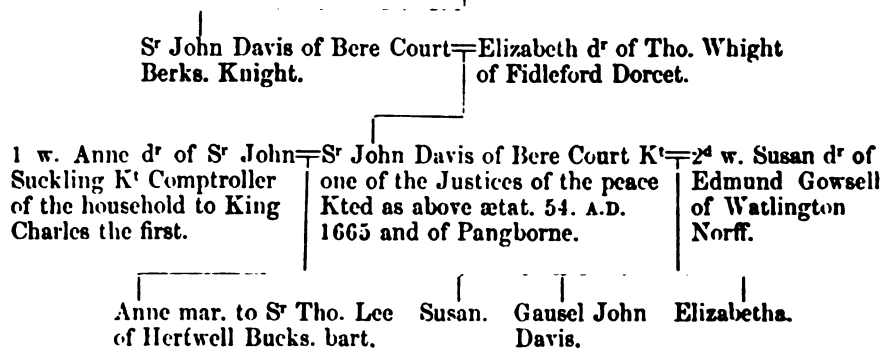 Sr John Davis of Bere Court=Elizabeth dr of Tho. Whight
Berks. Knight.
of Fidleford Dorcet.
1 w. Anne dr of Sr John=Sr John Davis of Bere Court Kt=2d w. Susan dr of
Suckling Kt Comptroller
of the household to King
Charles the first.
one of the Justices of the peace
Kted as above ætat. 54. A.D.
1665 and of Pangborne.
Edmund Gowsell
of Watlington
Norff.
Anne mar. to Sr Tho. Lee
of Hertwell Bucks. bart.
Susan.
Gausel John
Davis.
Elizabetha.